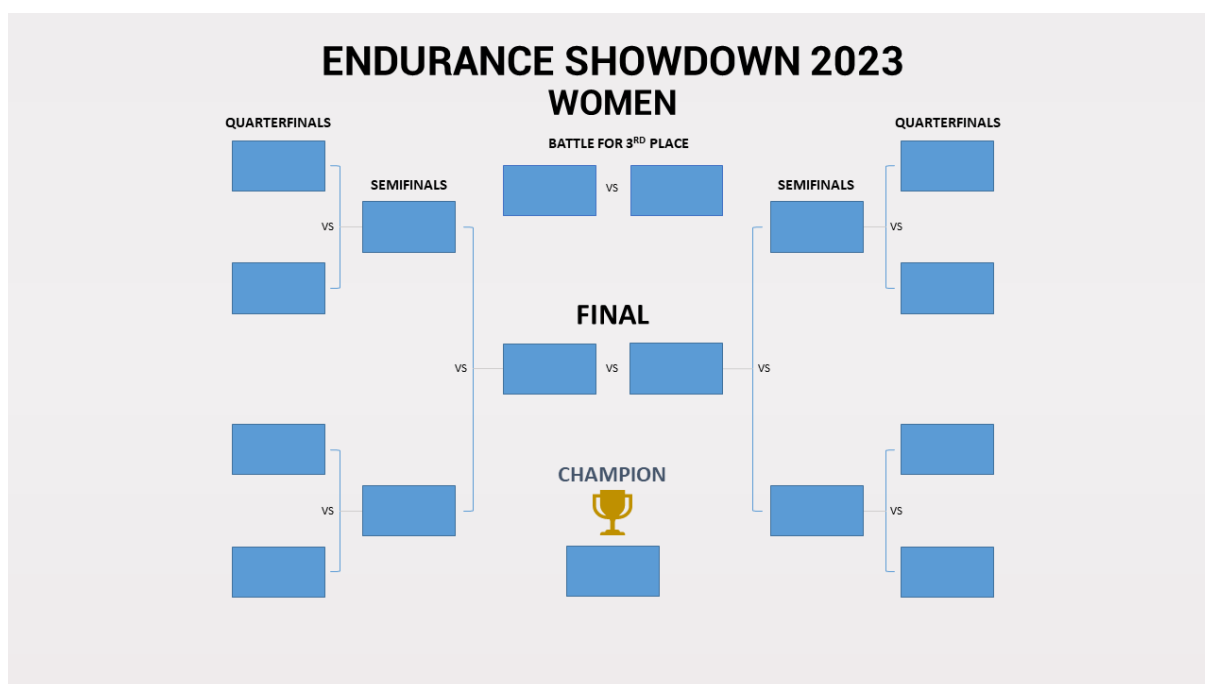 ENDURANCE SHOWDOWN 2023
WOMEN
QUARTERFINALS
BATTLE FOR 3RD PLACE
QUARTERFINALS
SEMIFINALS
VS
SEMIFINALS
VS
VS
FINAL
VS
VS
VS
CHAMPION
VS
VS